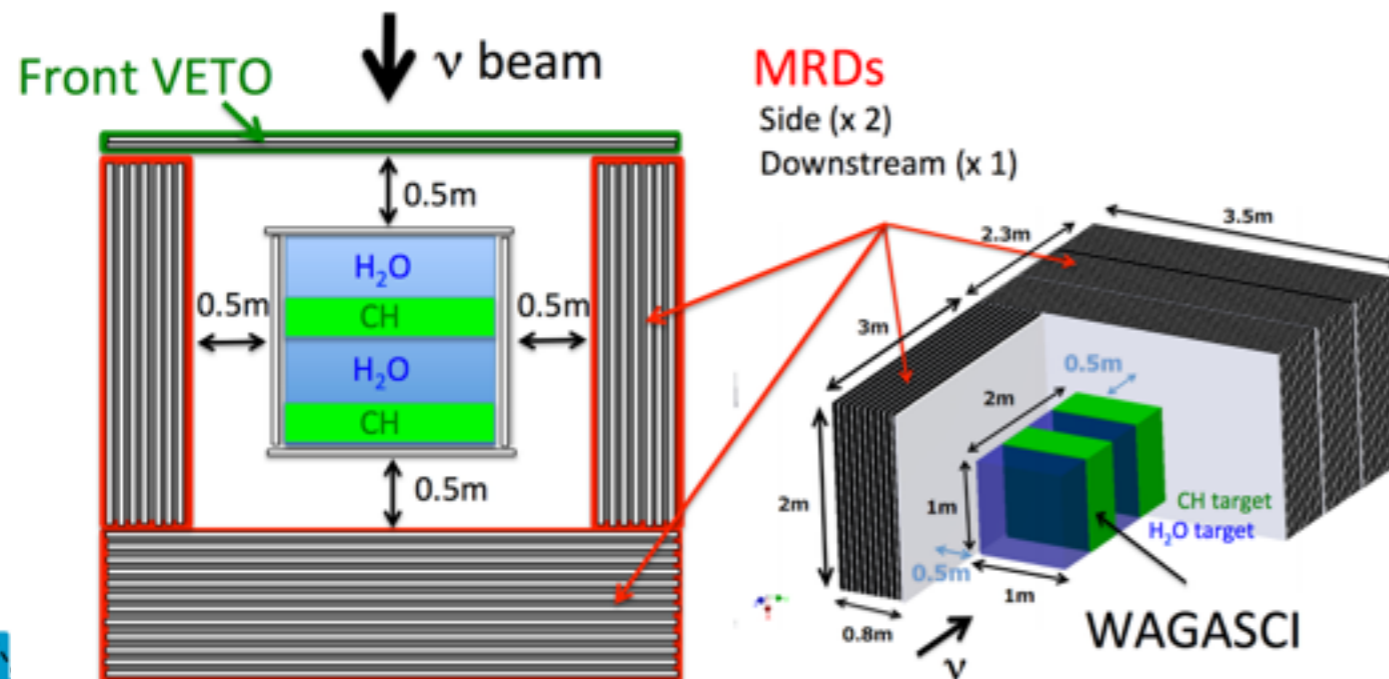 Front VETO
ν beam
0.5m
H₂O
CH
0.5m
0.5m
H₂O
CH
0.5m
MRDs
Side (x 2)
Downstream (x 1)
3.5m
2.3m
3m
0.5m
2m
2m
1m
CH target
H₂O target
0.5m
1m
0.8m
WAGASCI
ν